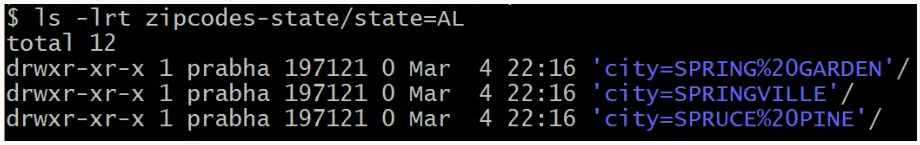 $ ls -lrt zipcodes-state/state=AL
total 12
drwxr-xr-x 1 prabha 197121 0 Mar  4 22:16 'city=SPRING%20GARDEN'/
drwxr-xr-x 1 prabha 197121 0 Mar  4 22:16 'city=SPRINGVILLE'/
drwxr-xr-x 1 prabha 197121 0 Mar  4 22:16 'city=SPRUCE%20PINE'/